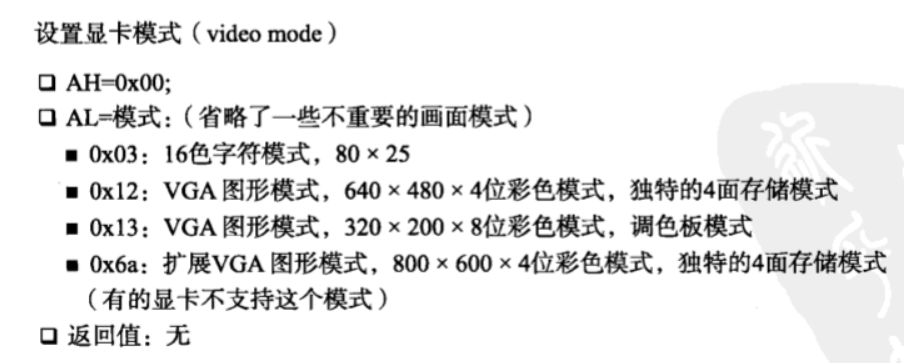 设置显卡模式（video mode）
❑ AH=0x00;
❑ AL=模式：（省略了一些不重要的画面模式）
■ 0x03：16色字符模式，80 × 25
■ 0x12：VGA 图形模式，640 × 480 × 4位彩色模式，独特的4面存储模式
■ 0x13：VGA 图形模式，320 × 200 × 8位彩色模式，调色板模式
■ 0x6a：扩展VGA 图形模式，800 × 600 × 4位彩色模式，独特的4面存储模式
（有的显卡不支持这个模式）
❑ 返回值：无